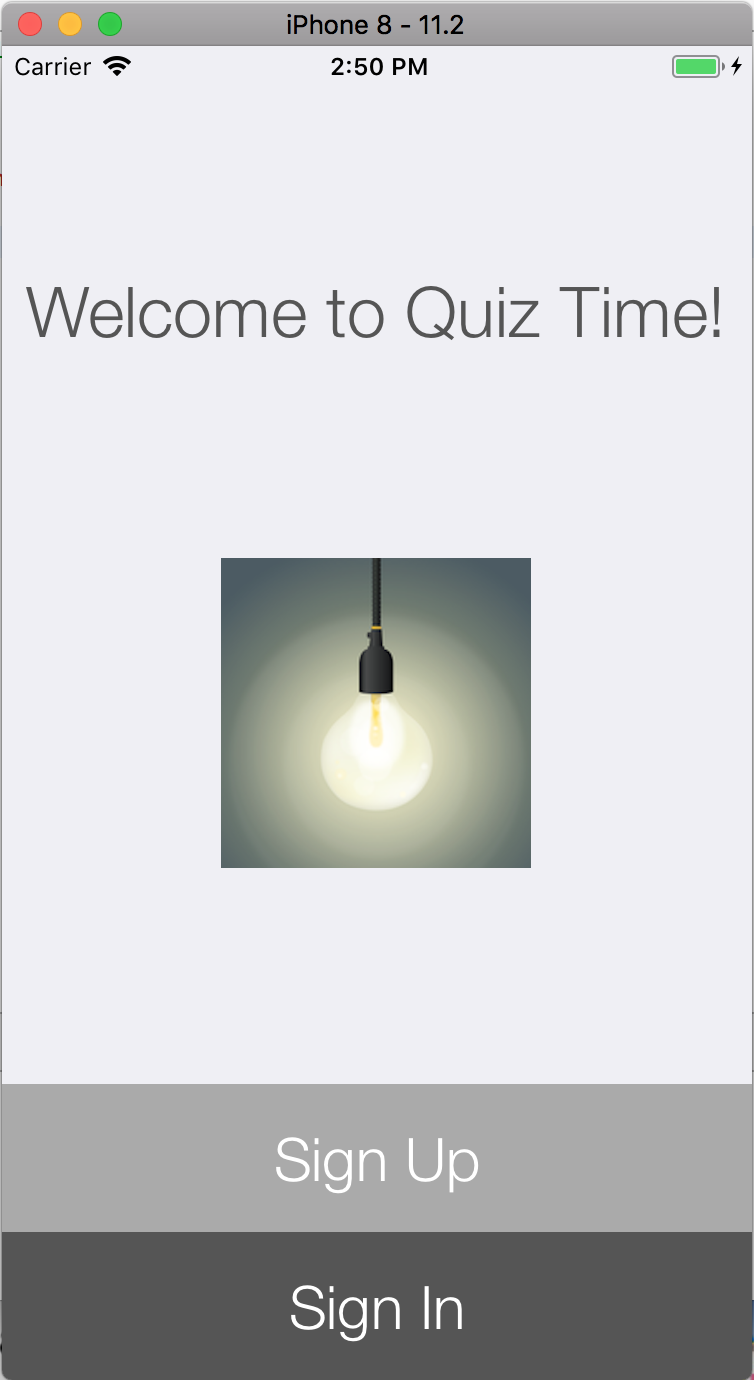 iPhone 8 - 11.2
Carrier 2:50 PM
Welcome to Quiz Time!
Sign Up
Sign In